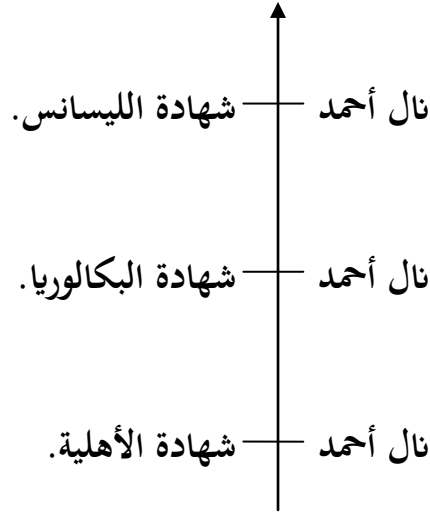 نال أحمد شهادة الليسانس.
نال أحمد شهادة البكالوريا.
نال أحمد شهادة الأهلية.